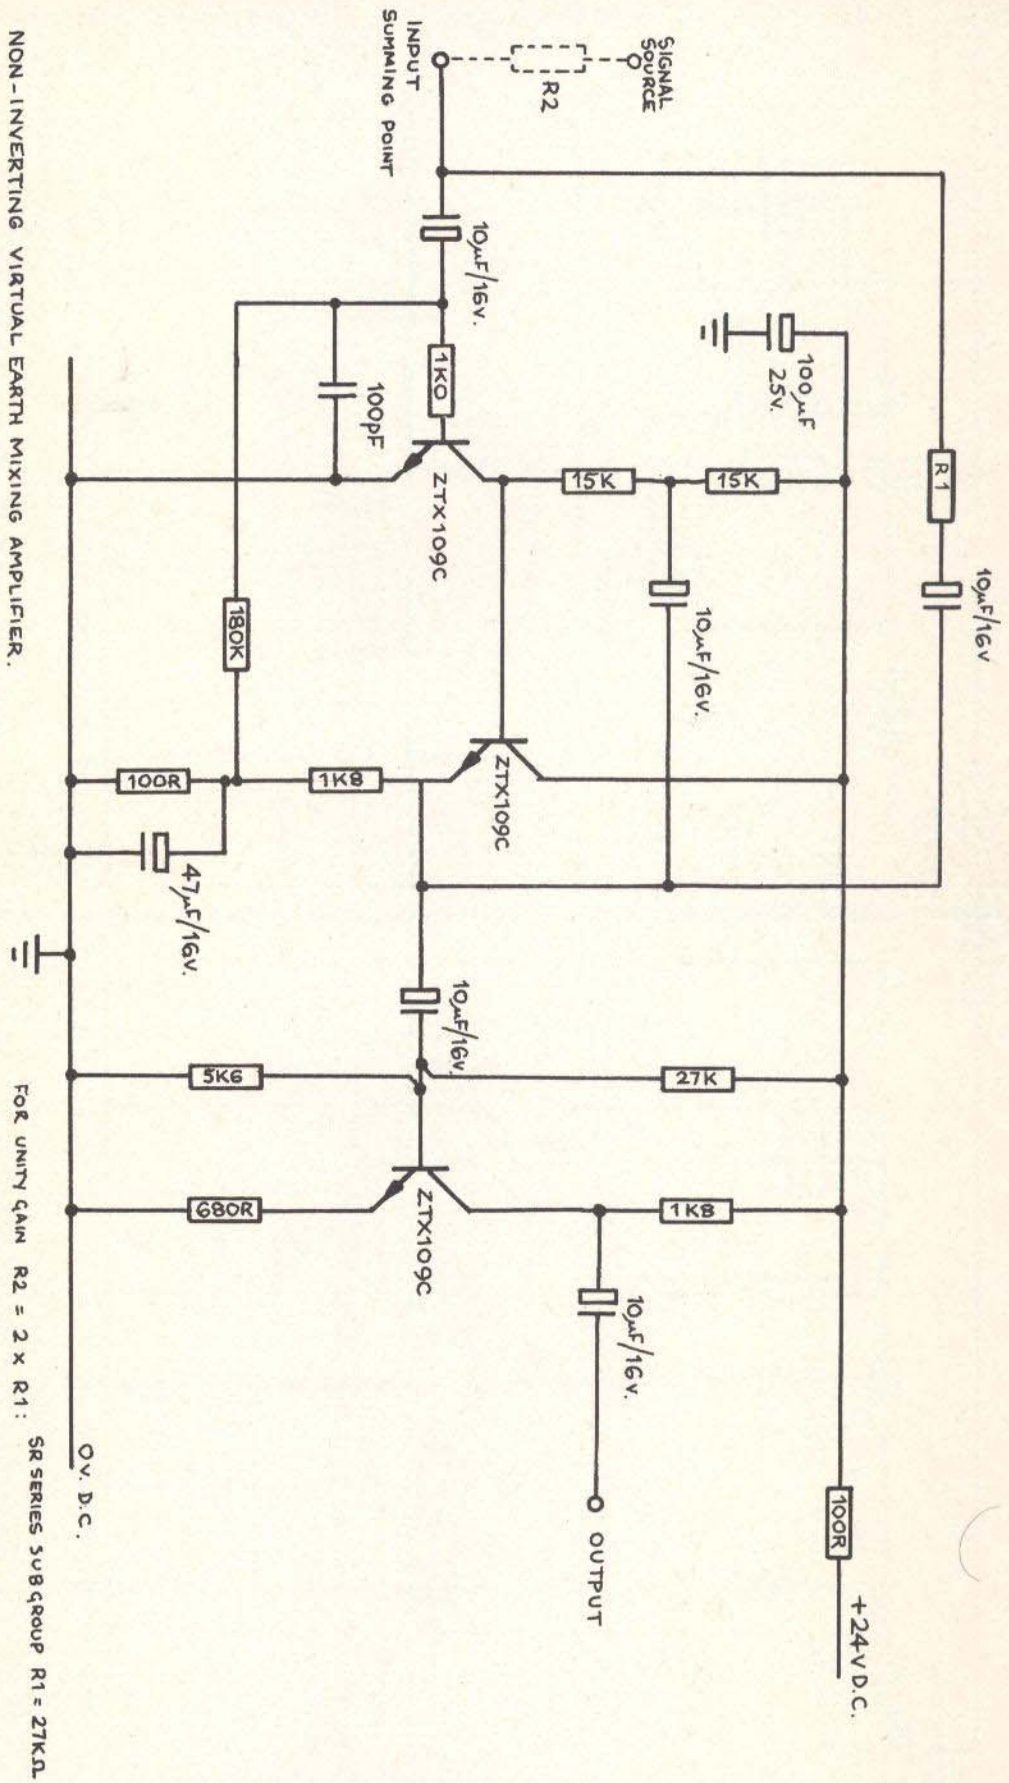 SIGNAL
SOURCE
R2
INPUT
SUMMING POINT
10µF/16V.
1K0
100pF
ZTX109C
180K
100µF
25V.
15K
15K
10µF/16V.
R1
10µF/16V
ZTX109C
1K8
100R
47µF/16V.
10µF/16V.
27K
5K6
ZTX109C
680R
1K8
10µF/16V.
OUTPUT
100R
+24V D.C.
0V. D.C.
NON-INVERTING VIRTUAL EARTH MIXING AMPLIFIER.
FOR UNITY GAIN R2 = 2 x R1:
SR SERIES SUBGROUP R1 = 27KΩ